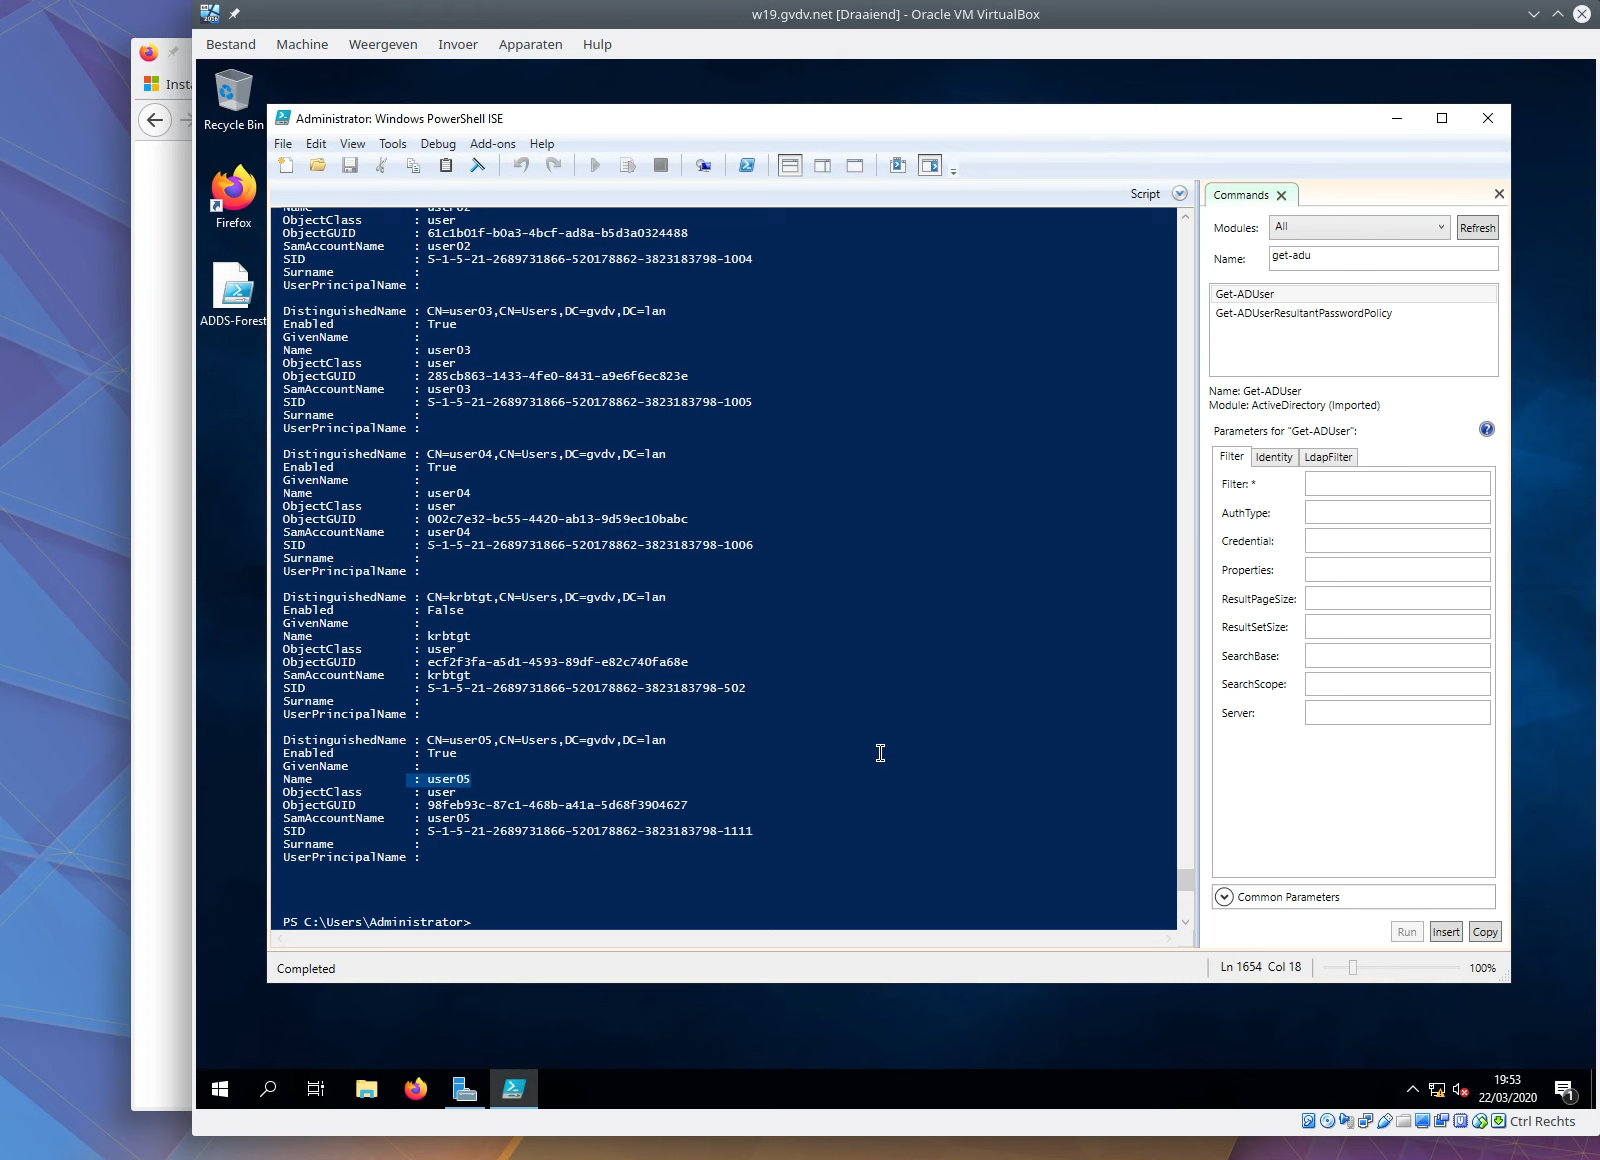 w19.gvdv.net [Draaiend] - Oracle VM VirtualBox
Bestand Machine Weergeven Invoer Apparaten Hulp
Insta
Recycle Bin
Firefox
ADDS-Forest
Administrator: Windows PowerShell ISE
File Edit View Tools Debug Add-ons Help
Script
Name : user02
ObjectClass : user
ObjectGUID : 61c1b01f-b0a3-4bcf-ad8a-b5d3a0324488
SamAccountName : user02
SID : S-1-5-21-2689731866-520178862-3823183798-1004
Surname :
UserPrincipalName :
DistinguishedName : CN=user03,CN=Users,DC=gvdv,DC=lan
Enabled : True
GivenName :
Name : user03
ObjectClass : user
ObjectGUID : 285cb863-1433-4fe0-8431-a9e6f6ec823e
SamAccountName : user03
SID : S-1-5-21-2689731866-520178862-3823183798-1005
Surname :
UserPrincipalName :
DistinguishedName : CN=user04,CN=Users,DC=gvdv,DC=lan
Enabled : True
GivenName :
Name : user04
ObjectClass : user
ObjectGUID : 002c7e32-bc55-4420-ab13-9d59ec10babc
SamAccountName : user04
SID : S-1-5-21-2689731866-520178862-3823183798-1006
Surname :
UserPrincipalName :
DistinguishedName : CN=krbtgt,CN=Users,DC=gvdv,DC=lan
Enabled : False
GivenName :
Name : krbtgt
ObjectClass : user
ObjectGUID : ecf2f3fa-a5d1-4593-89df-e82c740fa68e
SamAccountName : krbtgt
SID : S-1-5-21-2689731866-520178862-3823183798-502
Surname :
UserPrincipalName :
DistinguishedName : CN=user05,CN=Users,DC=gvdv,DC=lan
Enabled : True
GivenName :
Name : user05
ObjectClass : user
ObjectGUID : 98feb93c-87c1-468b-a41a-5d68f3904627
SamAccountName : user05
SID : S-1-5-21-2689731866-520178862-3823183798-1111
Surname :
UserPrincipalName :
PS C:\Users\Administrator>
Completed
Ln 1654 Col 18
100%
Commands
Modules: All Refresh
Name: get-adu
Get-ADUser
Get-ADUserResultantPasswordPolicy
Name: Get-ADUser
Module: ActiveDirectory (Imported)
Parameters for "Get-ADUser":
Filter Identity LdapFilter
Filter: *
AuthType:
Credential:
Properties:
ResultPageSize:
ResultSetSize:
SearchBase:
SearchScope:
Server:
Common Parameters
Run Insert Copy
19:53
22/03/2020
1
Ctrl Rechts